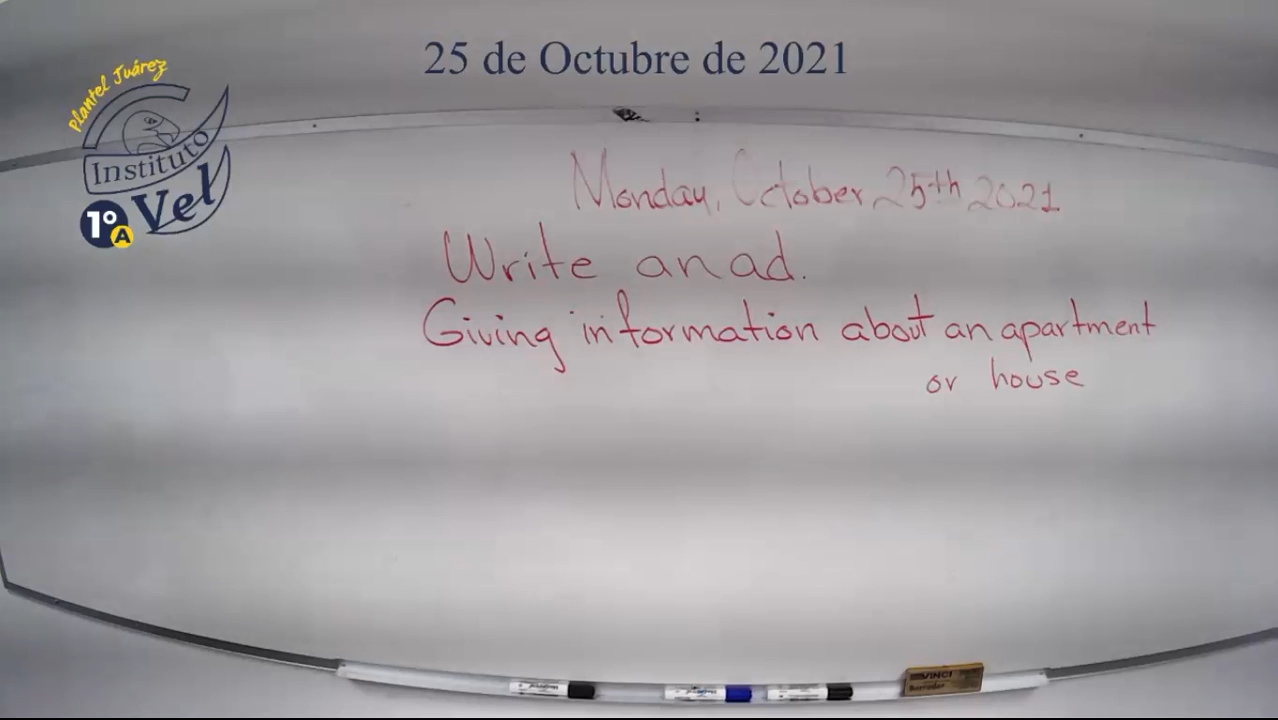 25 de Octubre de 2021
Plantel Juárez
Instituto
Vel
1º
A
Monday, October 25th 2021
Write an ad.
Giving information about an apartment
or house
VINCI
Borrador